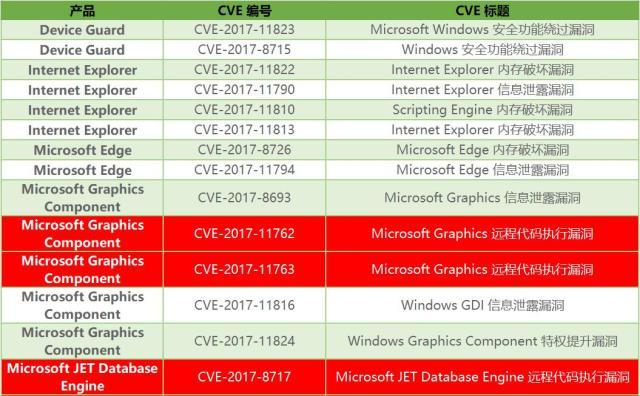 产品 CVE 编号 CVE 标题
Device Guard CVE-2017-11823 Microsoft Windows 安全功能绕过漏洞
Device Guard CVE-2017-8715 Windows 安全功能绕过漏洞
Internet Explorer CVE-2017-11822 Internet Explorer 内存破坏漏洞
Internet Explorer CVE-2017-11790 Internet Explorer 信息泄露漏洞
Internet Explorer CVE-2017-11810 Scripting Engine 内存破坏漏洞
Internet Explorer CVE-2017-11813 Internet Explorer 内存破坏漏洞
Microsoft Edge CVE-2017-8726 Microsoft Edge 内存破坏漏洞
Microsoft Edge CVE-2017-11794 Microsoft Edge 信息泄露漏洞
Microsoft Graphics
Component CVE-2017-8693 Microsoft Graphics 信息泄露漏洞
Microsoft Graphics
Component CVE-2017-11762 Microsoft Graphics 远程代码执行漏洞
Microsoft Graphics
Component CVE-2017-11763 Microsoft Graphics 远程代码执行漏洞
Microsoft Graphics
Component CVE-2017-11816 Windows GDI 信息泄露漏洞
Microsoft Graphics
Component CVE-2017-11824 Windows Graphics Component 特权提升漏洞
Microsoft JET Database
Engine CVE-2017-8717 Microsoft JET Database Engine 远程代码执行漏洞